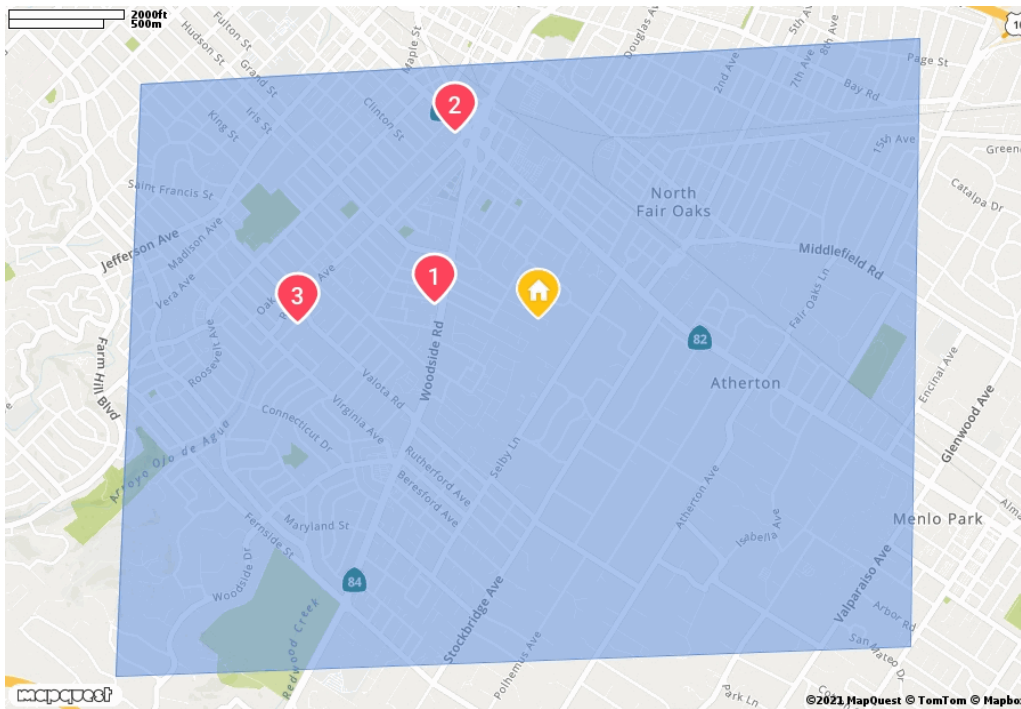 2000ft
500m
Fulton St
Hudson St
Grand St
Maple St
Douglas Ave
5th Ave
8th Ave
7th Ave
2nd Ave
Page St
Bay Rd
Iris St
King St
Clinton St
2
15th Ave
Saint Francis St
North
Fair Oaks
Catalpa Dr
Jefferson Ave
Madison Ave
Middlefield Rd
Vera Ave
1
3
Ave
Fair Oaks Ln
Woodside Rd
82
Roosevelt Ave
Farm Hill Blvd
Atherton
Encinal Ave
Valota Rd
Virginia Ave
Connecticut Dr
Glenwood Ave
Arroyo Ojo de Agua
Selby Ln
Rutherford Ave
Beresford Ave
Atherton Ave
Maryland St
Fernside St
Isabella Ave
Menlo Park
Woodside Dr
84
Redwood Creek
Stockbridge Ave
Valparaiso Ave
Arbor Rd
San Mateo Dr
Polhemus Ave
Park Ln
mapquest
©2021 MapQuest © TomTom © Mapbox